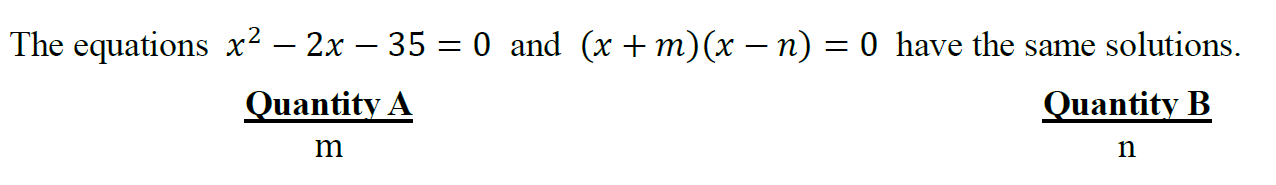 The equations x² − 2x − 35 = 0 and (x + m)(x − n) = 0 have the same solutions.
Quantity A Quantity B
m n